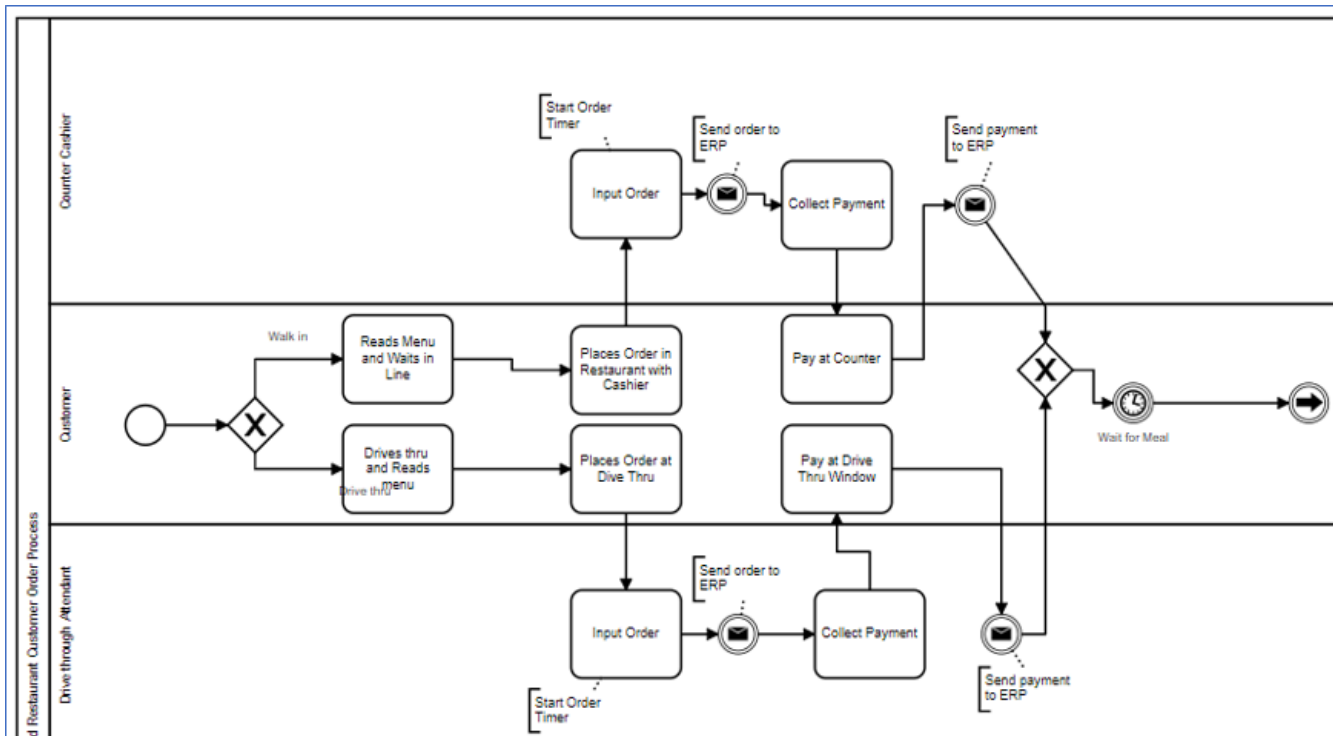 Counter Cashier
Start Order
Timer
Send order to
ERP
Send payment
to ERP
Input Order
Collect Payment
Customer
Walk in
Reads Menu
and Waits in
Line
Places Order in
Restaurant with
Cashier
Pay at Counter
X
X
Wait for Meal
Drives thru
and Reads
menu
Drive thru
Places Order at
Dive Thru
Pay at Drive
Thru Window
d Restaurant Customer Order Process
Drive through Attendant
Send order to
ERP
Input Order
Collect Payment
Start Order
Timer
Send payment
to ERP